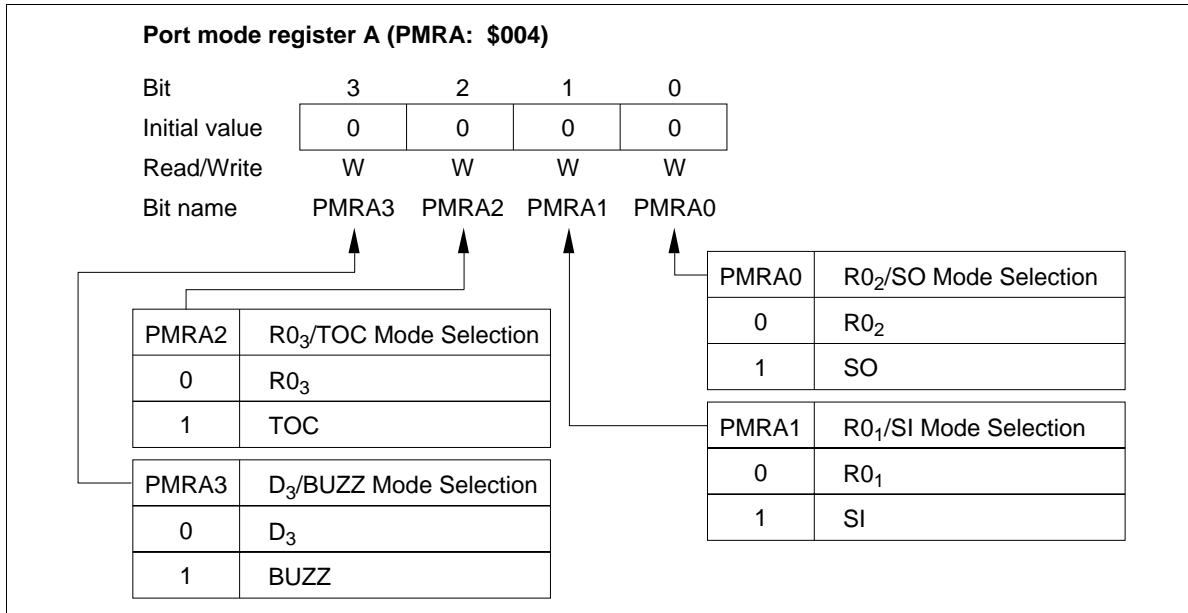 Port mode register A (PMRA: $004)
Bit 3 2 1 0
Initial value 0 0 0 0
Read/Write W W W W
Bit name PMRA3 PMRA2 PMRA1 PMRA0
PMRA0 R0₂/SO Mode Selection
0 R0₂
1 SO
PMRA2 R0₃/TOC Mode Selection
0 R0₃
1 TOC
PMRA1 R0₁/SI Mode Selection
0 R0₁
1 SI
PMRA3 D₃/BUZZ Mode Selection
0 D₃
1 BUZZ